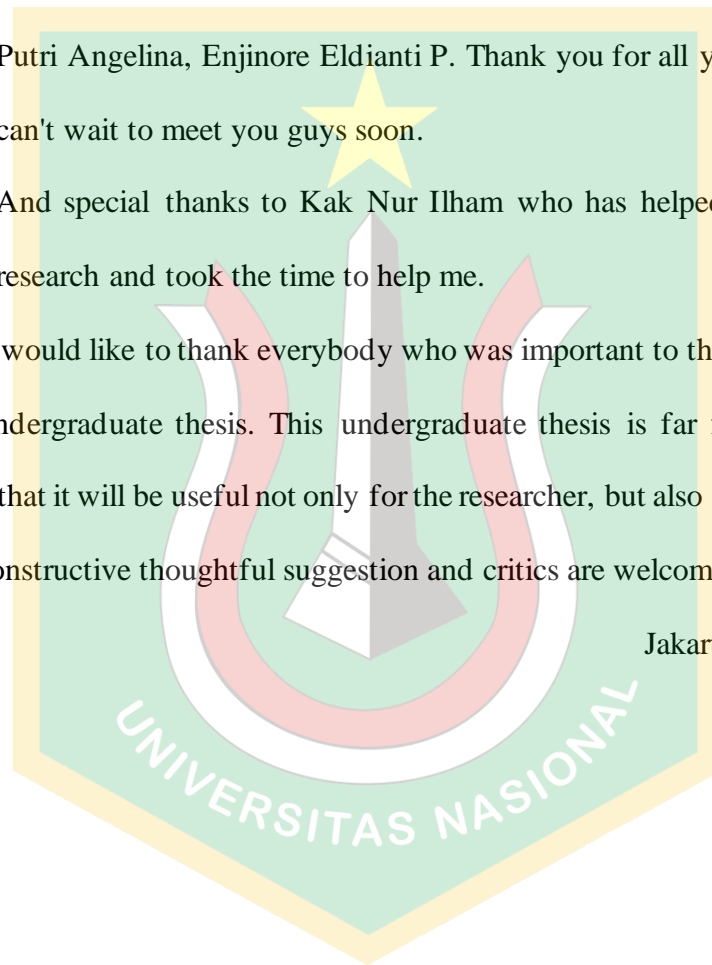 Putri Angelina, Enjinore Eldianti P. Thank you for all y
can't wait to meet you guys soon.
And special thanks to Kak Nur Ilham who has helped
research and took the time to help me.
would like to thank everybody who was important to th
ndergraduate thesis. This undergraduate thesis is far
that it will be useful not only for the researcher, but also
onstructive thoughtful suggestion and critics are welcom
Jakar
UNIVERSITAS NASIONAL